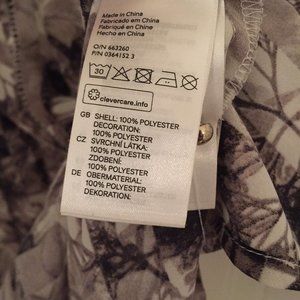 Made in China
Fabricado em China
Fabriqué en Chine
Hecho en China
O/N 663260
P/N 0364152 3
30
clevercare.info
GB SHELL: 100% POLYESTER
DECORATION:
100% POLYESTER
CZ SVRCHNÍ LÁTKA:
100% POLYESTER
ZDOBENÍ:
100% POLYESTER
DE OBERMATERIAL:
100% POLYESTER
DEKORATION: